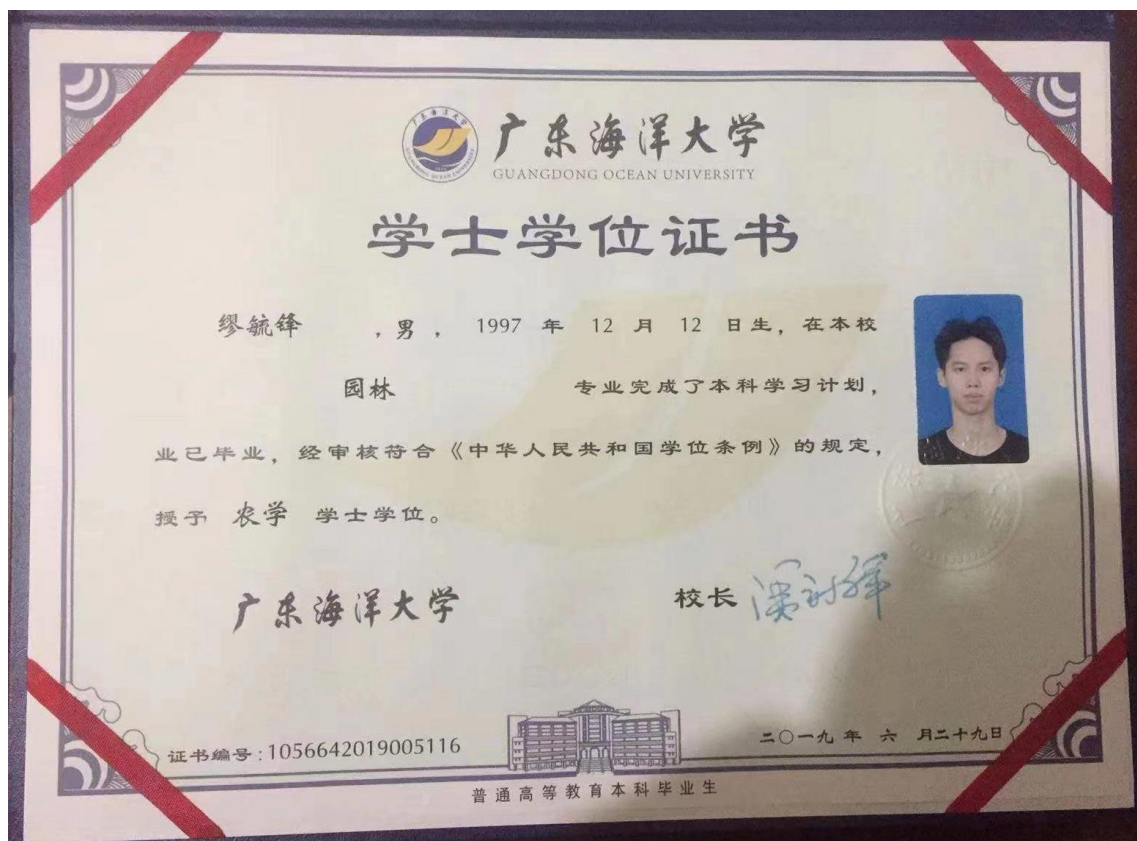 广东海洋大学
GUANGDONG OCEAN UNIVERSITY
学士学位证书
缪毓锋 ，男， 1997 年 12 月 12 日生，在本校
园林 专业完成了本科学习计划，
业已毕业，经审核符合《中华人民共和国学位条例》的规定，
授予 农学 学士学位。
广东海洋大学 校长
证书编号：1056642019005116
二〇一九 年 六 月二十九日
普通高等教育本科毕业生